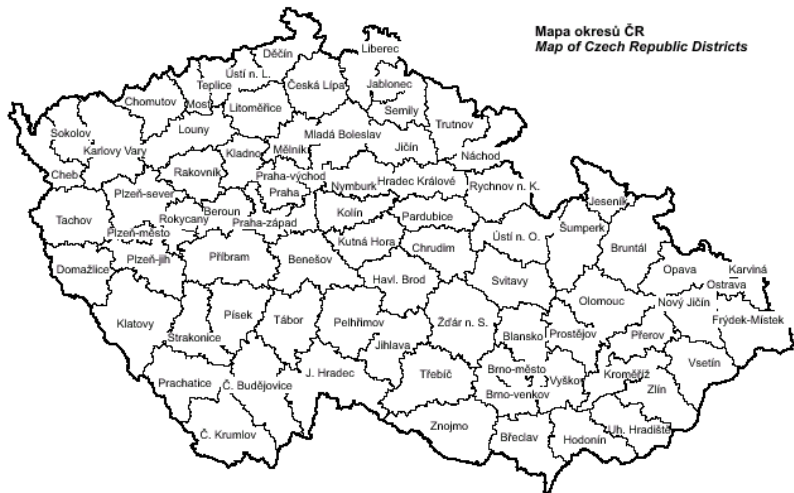 Mapa okresů ČR
Map of Czech Republic Districts
Děčín
Liberec
Ústí n. L.
Teplice
Česká Lípa
Jablonec
Chomutov
Most
Litoměřice
Semily
Trutnov
Sokolov
Louny
Mladá Boleslav
Karlovy Vary
Kladno
Mělník
Jičín
Náchod
Cheb
Rakovník
Praha-východ
Plzeň-sever
Praha
Nymburk
Hradec Králové
Rychnov n. K.
Jeseník
Tachov
Rokycany
Beroun
Praha-západ
Kolín
Pardubice
Plzeň-město
Kutná Hora
Chrudim
Ústí n. O.
Šumperk
Bruntál
Domažlice
Plzeň-jih
Příbram
Benešov
Opava
Karviná
Havl. Brod
Svitavy
Ostrava
Olomouc
Nový Jičín
Klatovy
Písek
Tábor
Pelhřimov
Žďár n. S.
Frýdek-Místek
Strakonice
Jihlava
Blansko
Prostějov
Přerov
Vsetín
Prachatice
Č. Budějovice
J. Hradec
Třebíč
Brno-město
Vyško
Kroměříž
Brno-venkov
Zlín
Č. Krumlov
Znojmo
Břeclav
Hodonín
Uh. Hradiště